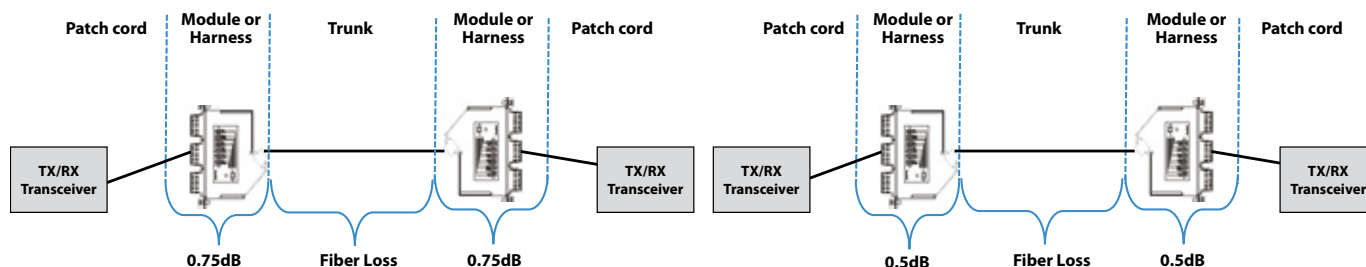 Patch cord
Module or
Harness
Trunk
Module or
Harness
Patch cord
TX/RX
Transceiver
TX/RX
Transceiver
0.75dB
Fiber Loss
0.75dB
Patch cord
Module or
Harness
Trunk
Module or
Harness
Patch cord
TX/RX
Transceiver
TX/RX
Transceiver
0.5dB
Fiber Loss
0.5dB